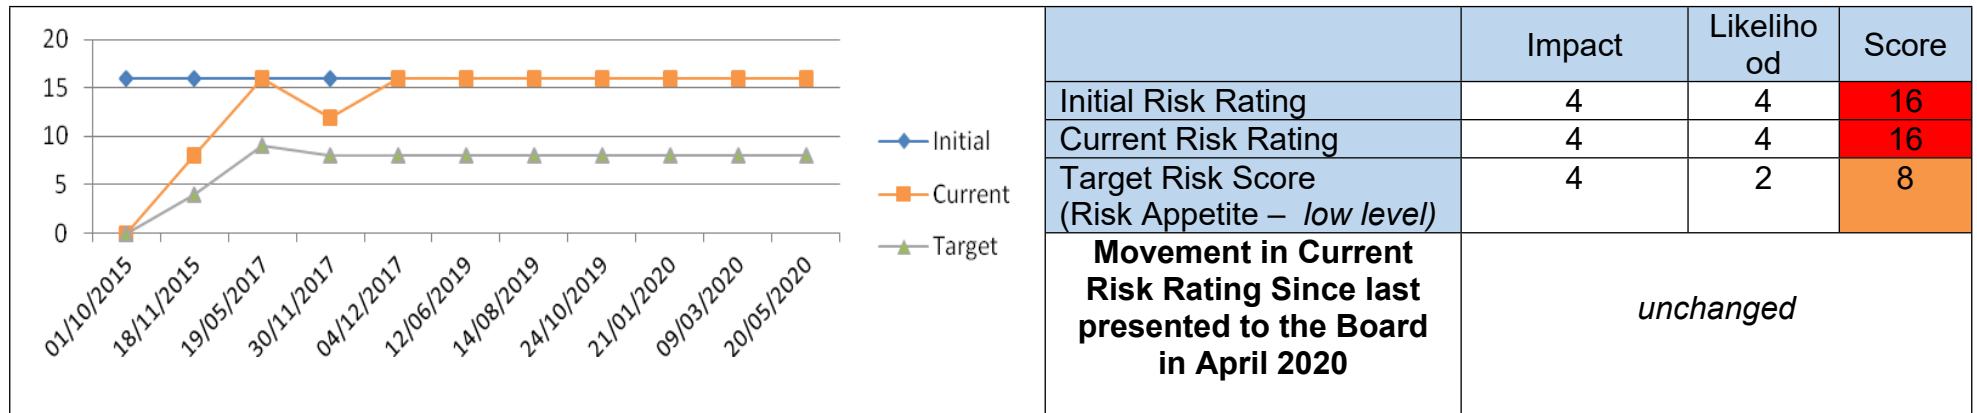 20
15
10
5
0
01/10/2015
18/11/2015
19/05/2017
30/11/2017
04/12/2017
12/06/2019
14/08/2019
24/10/2019
21/01/2020
09/03/2020
20/05/2020
Initial
Current
Target
Impact
Likeliho
od
Score
Initial Risk Rating
4
4
16
Current Risk Rating
4
4
16
Target Risk Score
(Risk Appetite – low level)
4
2
8
Movement in Current
Risk Rating Since last
presented to the Board
in April 2020
unchanged